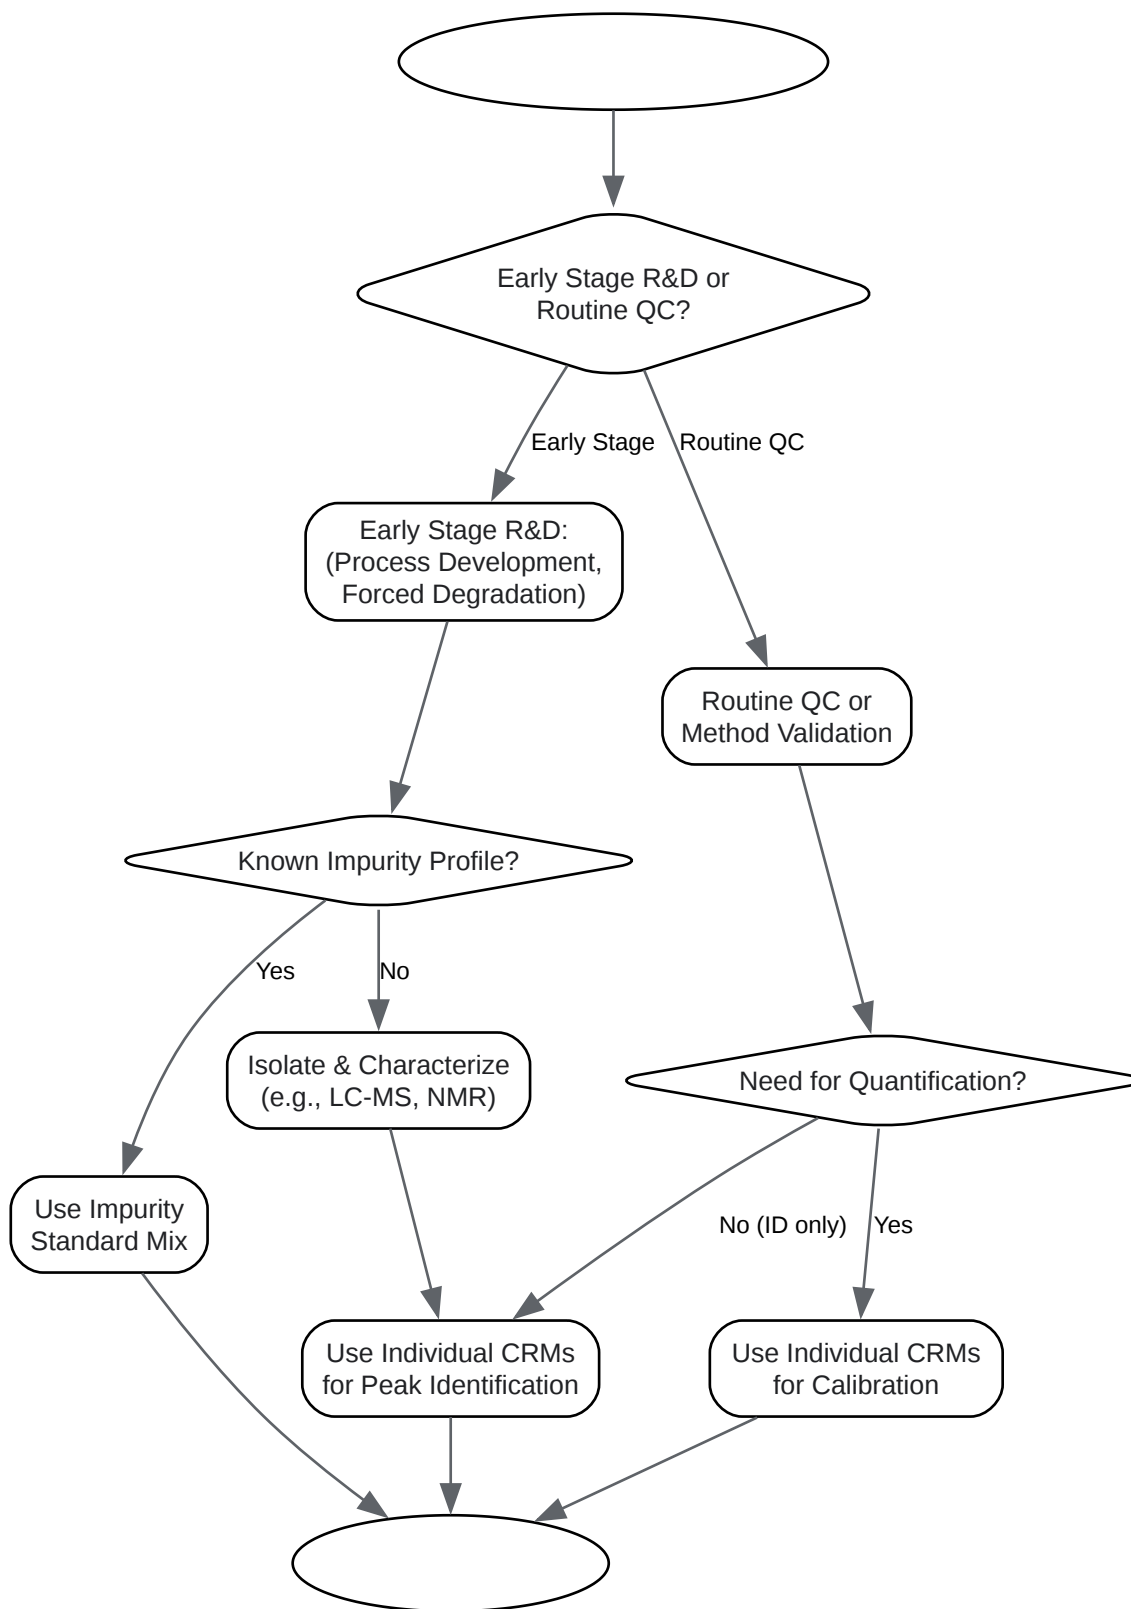 Early Stage R&D or
Routine QC?
Early Stage
Routine QC
Early Stage R&D:
(Process Development,
Forced Degradation)
Routine QC or
Method Validation
Known Impurity Profile?
Yes
No
Isolate & Characterize
(e.g., LC-MS, NMR)
Need for Quantification?
Use Impurity
Standard Mix
No (ID only)
Yes
Use Individual CRMs
for Peak Identification
Use Individual CRMs
for Calibration